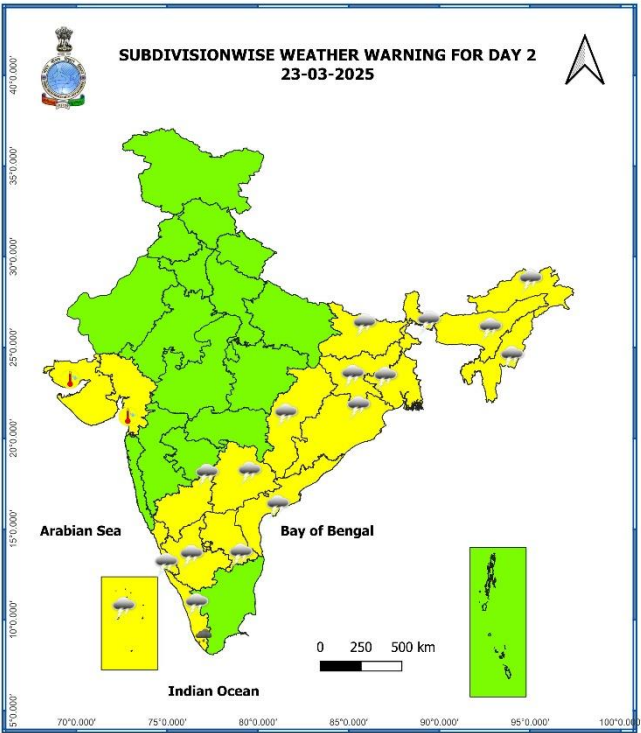 SUBDIVISIONWISE WEATHER WARNING FOR DAY 2
23-03-2025
40°0.000'
35°0.000'
30°0.000'
25°0.000'
20°0.000'
15°0.000'
10°0.000'
5°0.000'
Arabian Sea
Bay of Bengal
0 250 500 km
Indian Ocean
70°0.000' 75°0.000' 80°0.000' 85°0.000' 90°0.000' 95°0.000' 100°0.000'